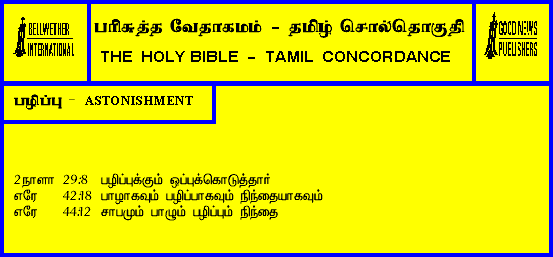 BELLWETHER
INTERNATIONAL
பரிசுத்த வேதாகமம் - தமிழ் சொல்தொகுதி
THE HOLY BIBLE - TAMIL CONCORDANCE
GOOD NEWS
PUBLISHERS
பழிப்பு - ASTONISHMENT
2நாளா 29:8 பழிப்புக்கும் ஒப்புக்கொடுத்தார்
எரே 42:18 பாழாகவும் பழிப்பாகவும் நிந்தையாகவும்
எரே 44:12 சாபமும் பாழும் பழிப்பும் நிந்தை